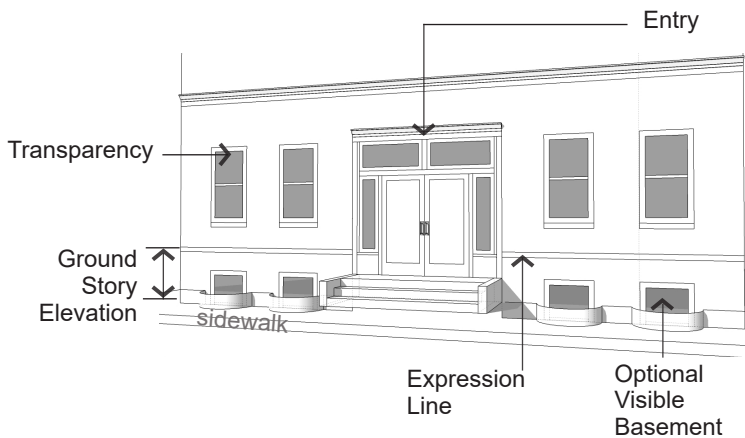 Entry
Transparency
Ground
Story
Elevation
sidewalk
Expression
Line
Optional
Visible
Basement